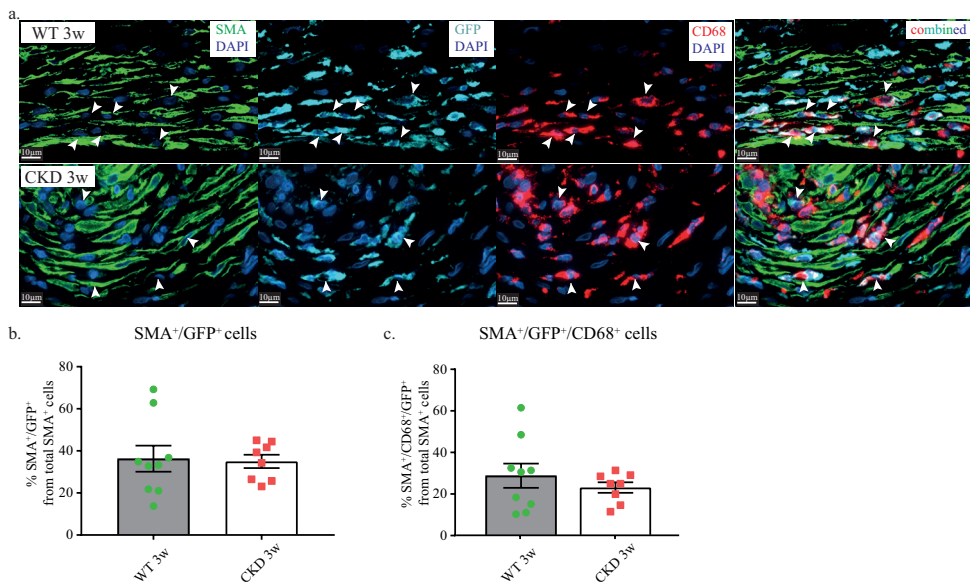 a.
WT 3w
SMA
DAPI
GFP
DAPI
CD68
DAPI
combined
10μm
10μm
10μm
10μm
CKD 3w
10μm
10μm
10μm
10μm
b.
SMA⁺/GFP⁺ cells
% SMA⁺/GFP⁺
from total SMA⁺ cells
80
60
40
20
0
WT 3w
CKD 3w
c.
SMA⁺/GFP⁺/CD68⁺ cells
% SMA⁺/CD68⁺/GFP⁺
from total SMA⁺ cells
80
60
40
20
0
WT 3w
CKD 3w